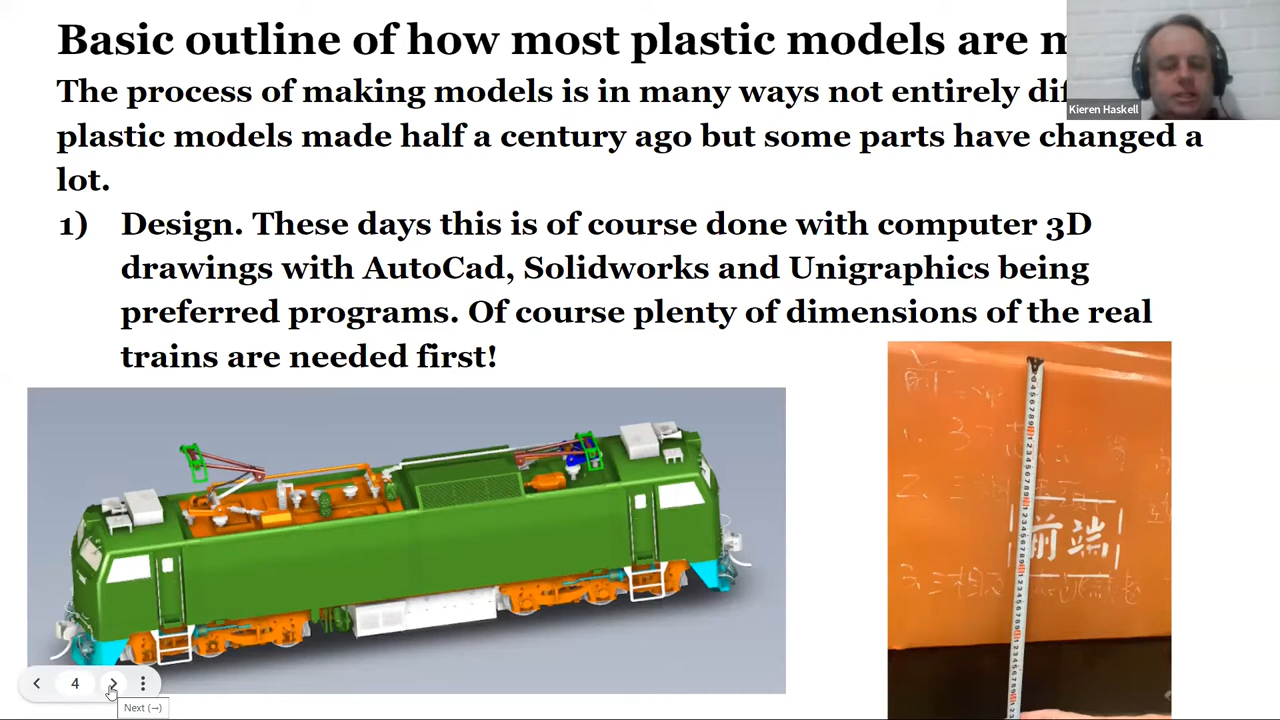 Basic outline of how most plastic models are m
Kieren Haskell
The process of making models is in many ways not entirely dif
plastic models made half a century ago but some parts have changed a
lot.
1) Design. These days this is of course done with computer 3D
drawings with AutoCad, Solidworks and Unigraphics being
preferred programs. Of course plenty of dimensions of the real
trains are needed first!
前端
4
Next (→)